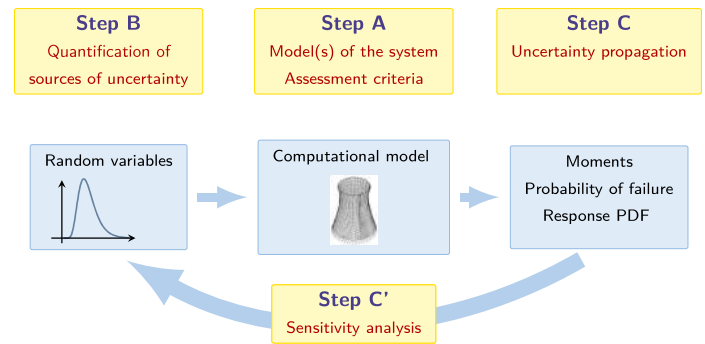 Step B
Quantification of
sources of uncertainty
Step A
Model(s) of the system
Assessment criteria
Step C
Uncertainty propagation
Random variables
Computational model
Moments
Probability of failure
Response PDF
Step C'
Sensitivity analysis